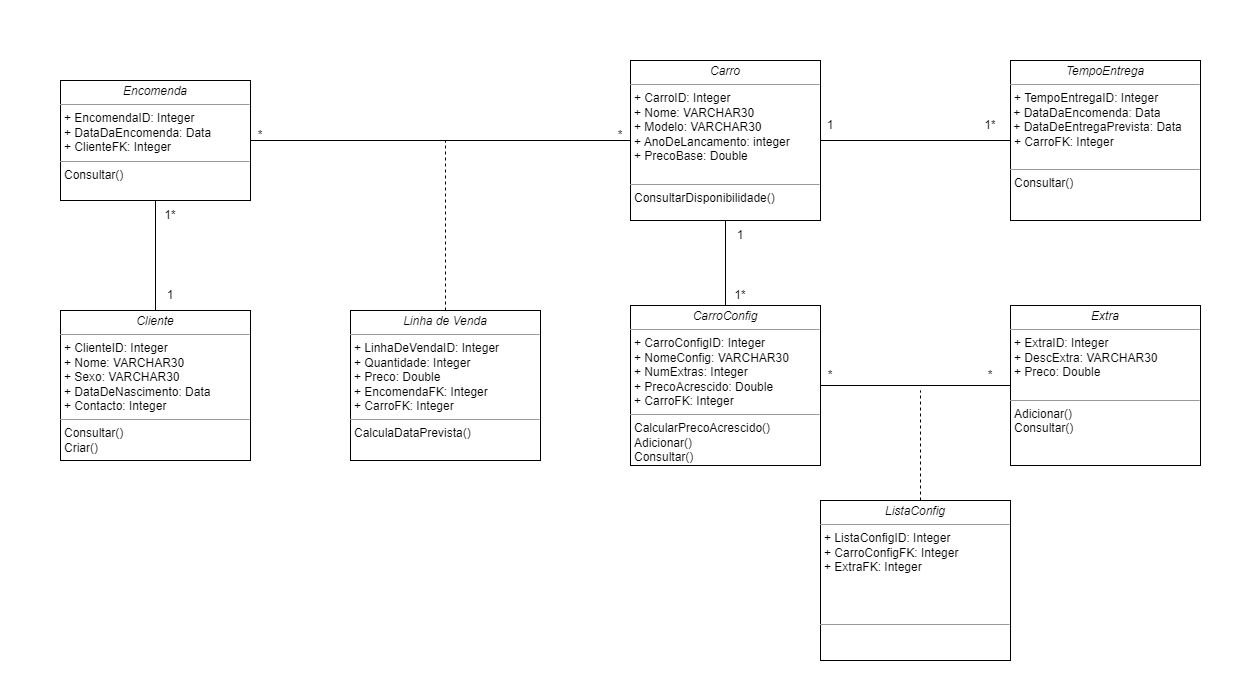 Encomenda
+ EncomendaID: Integer
+ DataDaEncomenda: Data
+ ClienteFK: Integer
Consultar()
*
*
Carro
+ CarroID: Integer
+ Nome: VARCHAR30
+ Modelo: VARCHAR30
+ AnoDeLancamento: integer
+ PrecoBase: Double
ConsultarDisponibilidade()
1
1*
TempoEntrega
+ TempoEntregaID: Integer
+ DataDaEncomenda: Data
+ DataDeEntregaPrevista: Data
+ CarroFK: Integer
Consultar()
1*
1
1
1*
Cliente
+ ClienteID: Integer
+ Nome: VARCHAR30
+ Sexo: VARCHAR30
+ DataDeNascimento: Data
+ Contacto: Integer
Consultar()
Criar()
Linha de Venda
+ LinhaDeVendaID: Integer
+ Quantidade: Integer
+ Preco: Double
+ EncomendaFK: Integer
+ CarroFK: Integer
CalculaDataPrevista()
CarroConfig
+ CarroConfigID: Integer
+ NomeConfig: VARCHAR30
+ NumExtras: Integer
+ PrecoAcrescido: Double
+ CarroFK: Integer
CalcularPrecoAcrescido()
Adicionar()
Consultar()
*
*
Extra
+ ExtraID: Integer
+ DescExtra: VARCHAR30
+ Preco: Double
Adicionar()
Consultar()
ListaConfig
+ ListaConfigID: Integer
+ CarroConfigFK: Integer
+ ExtraFK: Integer